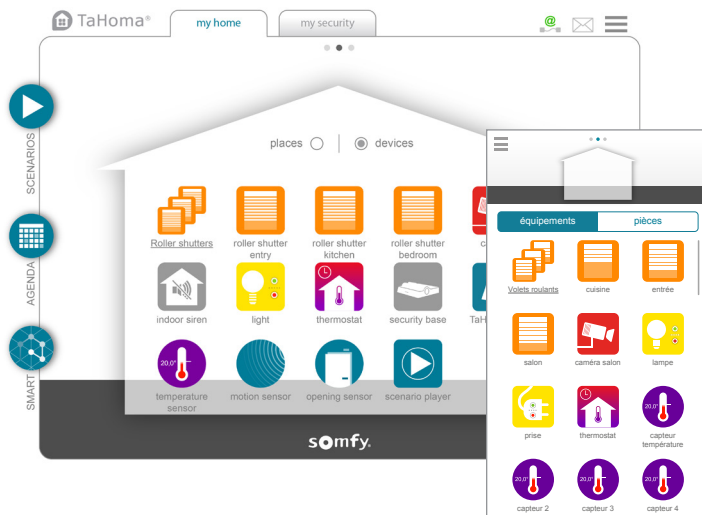 TaHoma®
my home
my security
@
SCENARIOS
AGENDA
SMART
places
devices
Roller shutters
roller shutter
entry
roller shutter
kitchen
roller shutter
bedroom
indoor siren
light
thermostat
security base
20,0°
temperature
sensor
motion sensor
opening sensor
scenario player
somfy.
équipements
pièces
Volets roulants
cuisine
entrée
salon
caméra salon
lampe
prise
thermostat
20,0°
capteur
température
20,0°
20,0°
20,0°
capteur 2
capteur 3
capteur 4